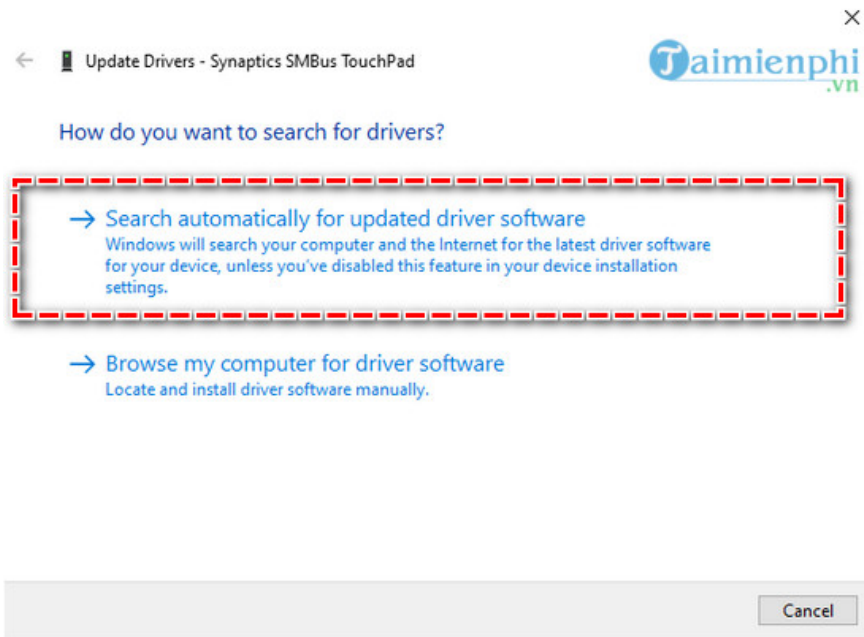 Update Drivers - Synaptics SMBus TouchPad
Taimienphi
.vn
How do you want to search for drivers?
Search automatically for updated driver software
Windows will search your computer and the Internet for the latest driver software
for your device, unless you've disabled this feature in your device installation
settings.
Browse my computer for driver software
Locate and install driver software manually.
Cancel